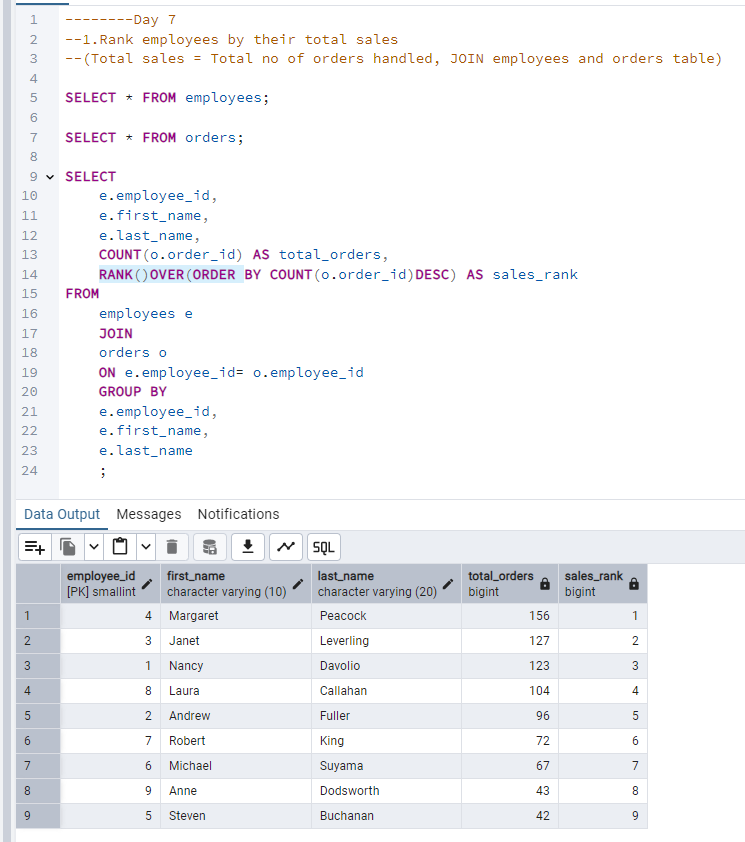 1 --------Day 7
2 --1.Rank employees by their total sales
3 --(Total sales = Total no of orders handled, JOIN employees and orders table)
4
5 SELECT * FROM employees;
6
7 SELECT * FROM orders;
8
9 SELECT
10 e.employee_id,
11 e.first_name,
12 e.last_name,
13 COUNT(o.order_id) AS total_orders,
14 RANK()OVER(ORDER BY COUNT(o.order_id)DESC) AS sales_rank
15 FROM
16 employees e
17 JOIN
18 orders o
19 ON e.employee_id= o.employee_id
20 GROUP BY
21 e.employee_id,
22 e.first_name,
23 e.last_name
24 ;
Data Output Messages Notifications
SQL
employee_id first_name last_name total_orders sales_rank
[PK] smallint character varying (10) character varying (20) bigint bigint
1 4 Margaret Peacock 156 1
2 3 Janet Leverling 127 2
3 1 Nancy Davolio 123 3
4 8 Laura Callahan 104 4
5 2 Andrew Fuller 96 5
6 7 Robert King 72 6
7 6 Michael Suyama 67 7
8 9 Anne Dodsworth 43 8
9 5 Steven Buchanan 42 9